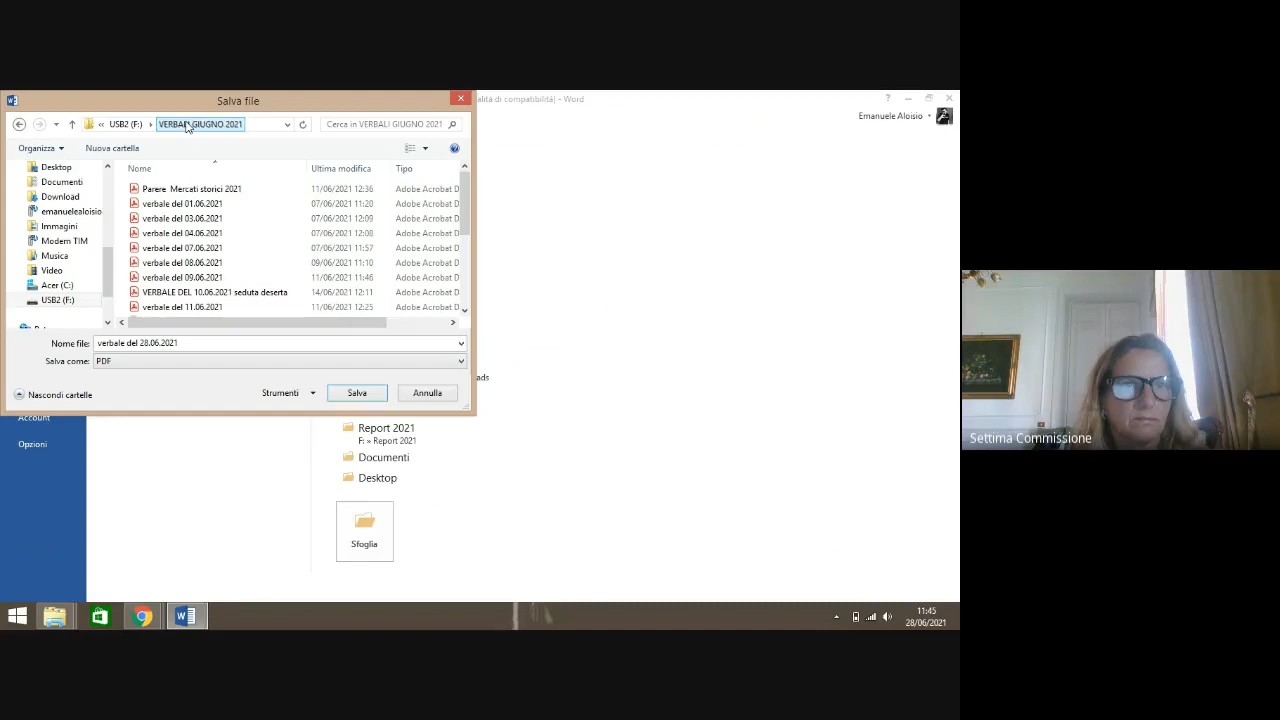 Salva file
alità di compatibilità] - Word
?
Emanuele Aloisio
« USB2 (F:) VERBALI GIUGNO 2021
Cerca in VERBALI GIUGNO 2021
Organizza
Nuova cartella
Nome
Ultima modifica
Tipo
Desktop
Documenti
Download
emanuelealoisio
Immagini
Modem TIM
Musica
Video
Acer (C:)
USB2 (F:)
Parere Mercati storici 2021 11/06/2021 12:36 Adobe Acrobat D
verbale del 01.06.2021 07/06/2021 11:20 Adobe Acrobat D
verbale del 03.06.2021 07/06/2021 12:09 Adobe Acrobat D
verbale del 04.06.2021 07/06/2021 12:08 Adobe Acrobat D
verbale del 07.06.2021 07/06/2021 11:57 Adobe Acrobat D
verbale del 08.06.2021 09/06/2021 11:10 Adobe Acrobat D
verbale del 09.06.2021 11/06/2021 11:46 Adobe Acrobat D
VERBALE DEL 10.06.2021 seduta deserta 14/06/2021 12:11 Adobe Acrobat D
verbale del 11.06.2021 11/06/2021 12:25 Adobe Acrobat D
Nome file: verbale del 28.06.2021
Salva come: PDF
Nascondi cartelle
Strumenti
Salva
Annulla
ads
Account
Opzioni
Report 2021
F: » Report 2021
Documenti
Desktop
Sfoglia
Settima Commissione
11:45
28/06/2021